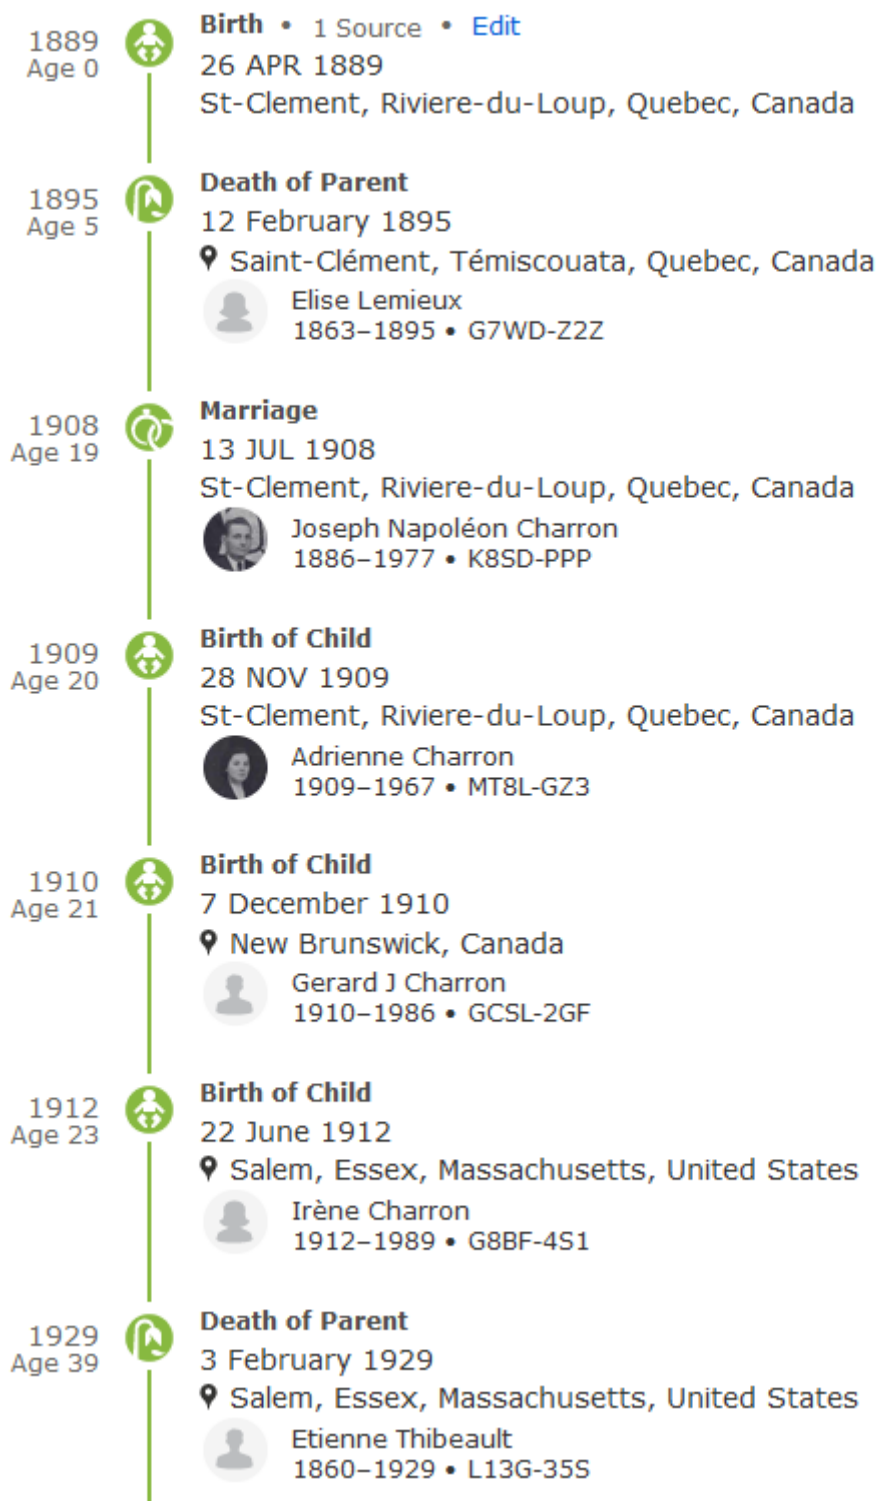 1889
Age 0
Birth • 1 Source • Edit
26 APR 1889
St-Clement, Riviere-du-Loup, Quebec, Canada
1895
Age 5
Death of Parent
12 February 1895
Saint-Clément, Témiscouata, Quebec, Canada
Elise Lemieux
1863–1895 • G7WD-Z2Z
1908
Age 19
Marriage
13 JUL 1908
St-Clement, Riviere-du-Loup, Quebec, Canada
Joseph Napoléon Charron
1886–1977 • K8SD-PPP
1909
Age 20
Birth of Child
28 NOV 1909
St-Clement, Riviere-du-Loup, Quebec, Canada
Adrienne Charron
1909–1967 • MT8L-GZ3
1910
Age 21
Birth of Child
7 December 1910
New Brunswick, Canada
Gerard J Charron
1910–1986 • GCSL-2GF
1912
Age 23
Birth of Child
22 June 1912
Salem, Essex, Massachusetts, United States
Irène Charron
1912–1989 • G8BF-4S1
1929
Age 39
Death of Parent
3 February 1929
Salem, Essex, Massachusetts, United States
Etienne Thibeault
1860–1929 • L13G-35S